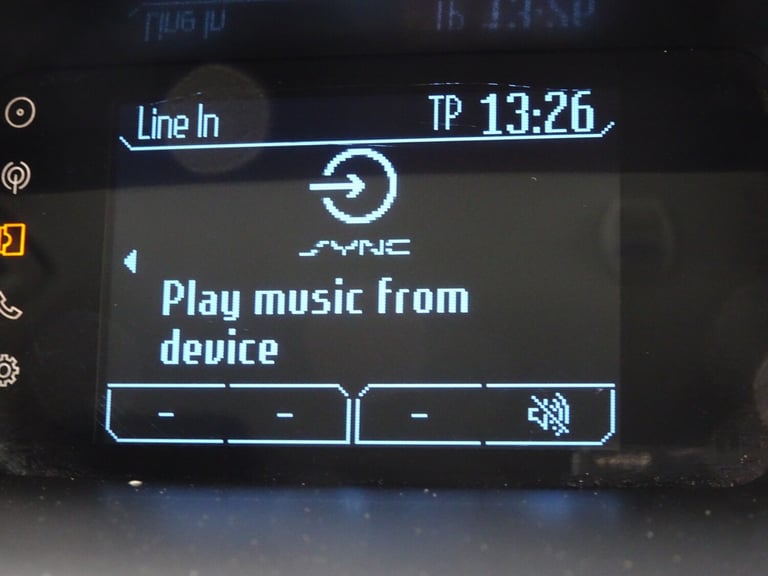 Line In TP 13:26
SYNC
Play music from
device
- - -